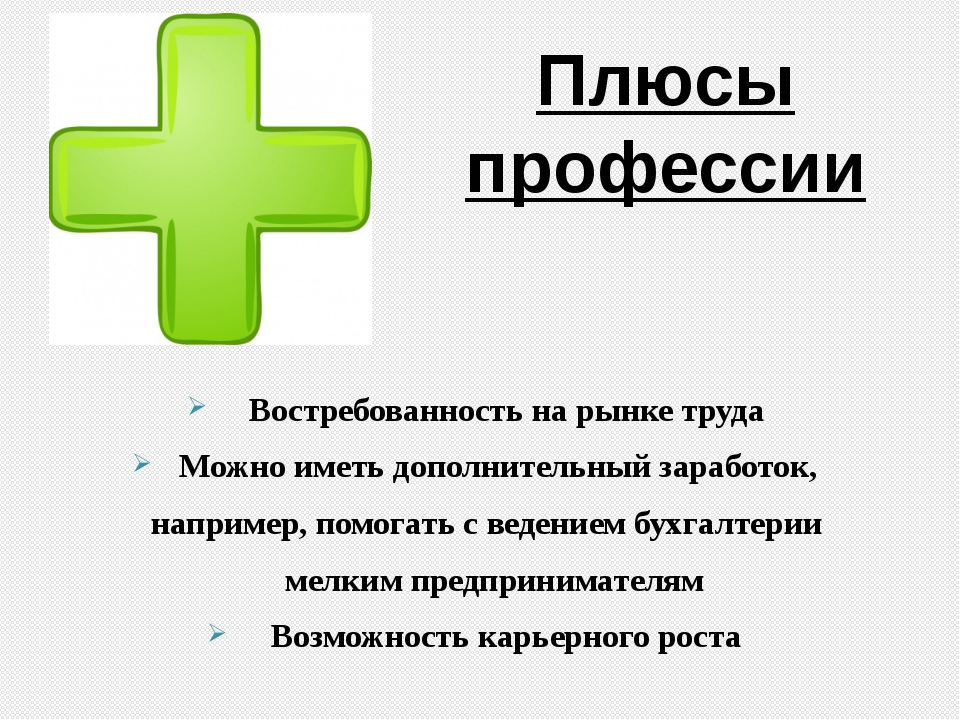 Плюсы
профессии
Востребованность на рынке труда
Можно иметь дополнительный заработок,
например, помогать с ведением бухгалтерии
мелким предпринимателям
Возможность карьерного роста